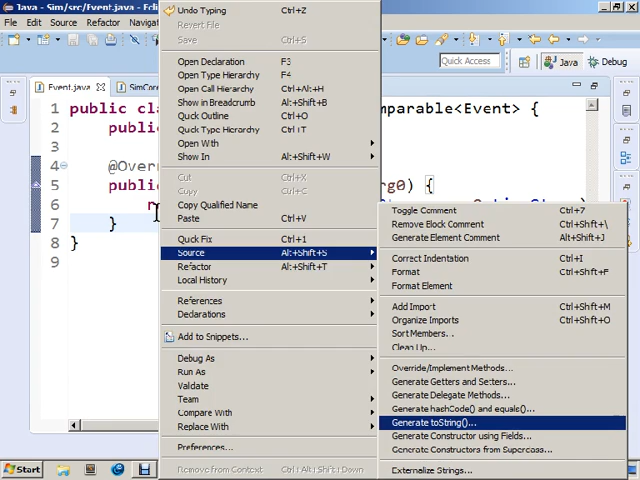 Java - Sim/src/Event.java -
File Edit Source Refactor Navigat
Quick Access
Java
Debug
Event.java
SimCore
1 public cla
mparable<Event> {
2 public
4 @Overr
5 public
arg0) {
6 r
7 }
8 }
9
Undo Typing Ctrl+Z
Revert File
Save Ctrl+S
Open Declaration F3
Open Type Hierarchy F4
Open Call Hierarchy Ctrl+Alt+H
Show in Breadcrumb Alt+Shift+B
Quick Outline Ctrl+O
Quick Type Hierarchy Ctrl+T
Open With
Show In Alt+Shift+W
Cut Ctrl+X
Copy Ctrl+C
Copy Qualified Name
Paste Ctrl+V
Quick Fix Ctrl+1
Source Alt+Shift+S
Refactor Alt+Shift+T
Local History
References
Declarations
Add to Snippets...
Debug As
Run As
Validate
Team
Compare With
Replace With
Preferences...
Remove from Context Ctrl+Alt+Shift+Down
Toggle Comment Ctrl+7
Remove Block Comment Ctrl+Shift+\
Generate Element Comment Alt+Shift+J
Correct Indentation Ctrl+I
Format Ctrl+Shift+F
Format Element
Add Import Ctrl+Shift+M
Organize Imports Ctrl+Shift+O
Sort Members...
Clean Up...
Override/Implement Methods...
Generate Getters and Setters...
Generate Delegate Methods...
Generate hashCode() and equals()...
Generate toString()...
Generate Constructor using Fields...
Generate Constructors from Superclass...
Externalize Strings...
Start